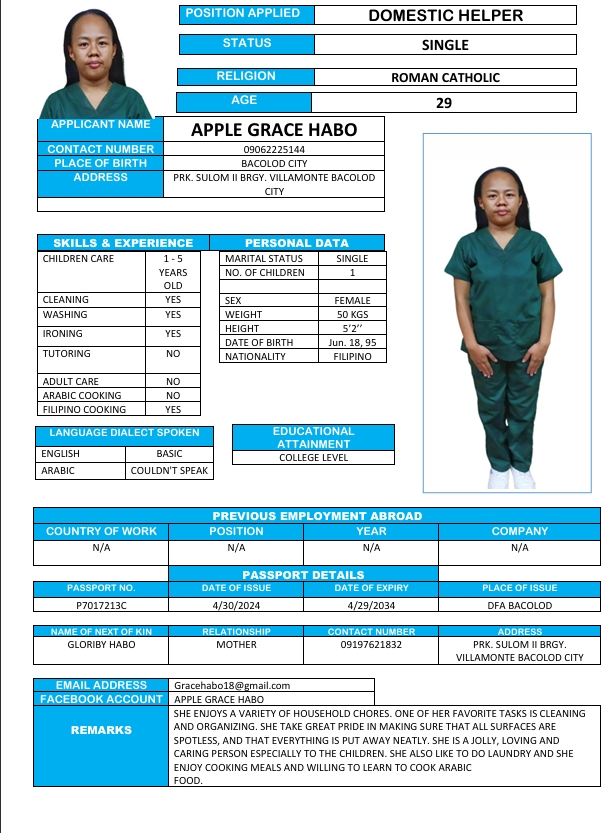 POSITION APPLIED DOMESTIC HELPER
STATUS SINGLE
RELIGION ROMAN CATHOLIC
AGE 29
APPLICANT NAME APPLE GRACE HABO
CONTACT NUMBER 09062225144
PLACE OF BIRTH BACOLOD CITY
ADDRESS PRK. SULOM II BRGY. VILLAMONTE BACOLOD
CITY
SKILLS & EXPERIENCE
CHILDREN CARE 1 - 5
YEARS
OLD
CLEANING YES
WASHING YES
IRONING YES
TUTORING NO
ADULT CARE NO
ARABIC COOKING NO
FILIPINO COOKING YES
PERSONAL DATA
MARITAL STATUS SINGLE
NO. OF CHILDREN 1
SEX FEMALE
WEIGHT 50 KGS
HEIGHT 5’2’’
DATE OF BIRTH Jun. 18, 95
NATIONALITY FILIPINO
LANGUAGE DIALECT SPOKEN
ENGLISH BASIC
ARABIC COULDN'T SPEAK
EDUCATIONAL
ATTAINMENT
COLLEGE LEVEL
PREVIOUS EMPLOYMENT ABROAD
COUNTRY OF WORK POSITION YEAR COMPANY
N/A N/A N/A N/A
PASSPORT DETAILS
PASSPORT NO. DATE OF ISSUE DATE OF EXPIRY PLACE OF ISSUE
P7017213C 4/30/2024 4/29/2034 DFA BACOLOD
NAME OF NEXT OF KIN RELATIONSHIP CONTACT NUMBER ADDRESS
GLORIBY HABO MOTHER 09197621832 PRK. SULOM II BRGY.
VILLAMONTE BACOLOD CITY
EMAIL ADDRESS Gracehabo18@gmail.com
FACEBOOK ACCOUNT APPLE GRACE HABO
REMARKS
SHE ENJOYS A VARIETY OF HOUSEHOLD CHORES. ONE OF HER FAVORITE TASKS IS CLEANING
AND ORGANIZING. SHE TAKE GREAT PRIDE IN MAKING SURE THAT ALL SURFACES ARE
SPOTLESS, AND THAT EVERYTHING IS PUT AWAY NEATLY. SHE IS A JOLLY, LOVING AND
CARING PERSON ESPECIALLY TO THE CHILDREN. SHE ALSO LIKE TO DO LAUNDRY AND SHE
ENJOY COOKING MEALS AND WILLING TO LEARN TO COOK ARABIC
FOOD.